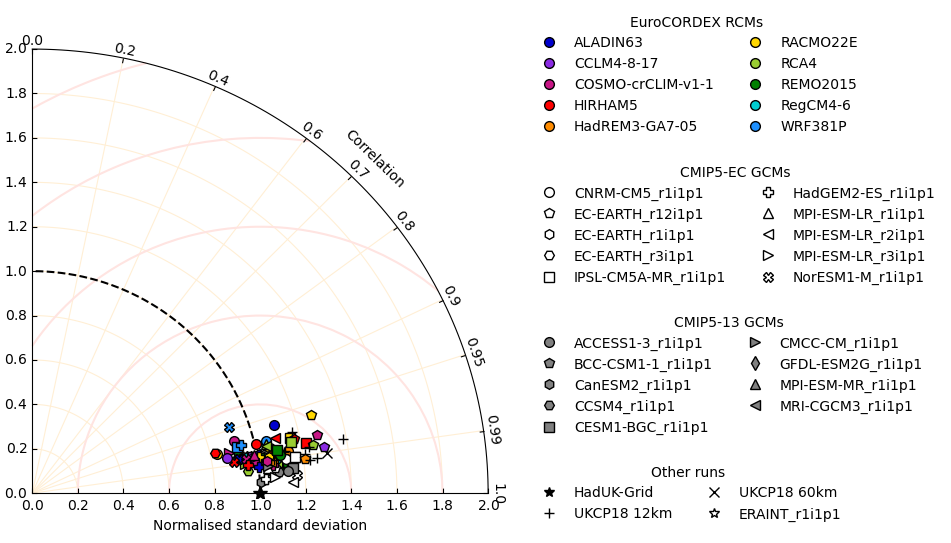 EuroCORDEX RCMs
ALADIN63 RACMO22E
CCLM4-8-17 RCA4
COSMO-crCLIM-v1-1 REMO2015
HIRHAM5 RegCM4-6
HadREM3-GA7-05 WRF381P
CMIP5-EC GCMs
CNRM-CM5_r1i1p1 HadGEM2-ES_r1i1p1
EC-EARTH_r12i1p1 MPI-ESM-LR_r1i1p1
EC-EARTH_r1i1p1 MPI-ESM-LR_r2i1p1
EC-EARTH_r3i1p1 MPI-ESM-LR_r3i1p1
IPSL-CM5A-MR_r1i1p1 NorESM1-M_r1i1p1
CMIP5-13 GCMs
ACCESS1-3_r1i1p1 CMCC-CM_r1i1p1
BCC-CSM1-1_r1i1p1 GFDL-ESM2G_r1i1p1
CanESM2_r1i1p1 MPI-ESM-MR_r1i1p1
CCSM4_r1i1p1 MRI-CGCM3_r1i1p1
CESM1-BGC_r1i1p1
Other runs
HadUK-Grid UKCP18 60km
UKCP18 12km ERAINT_r1i1p1
0.0
0.2
0.4
0.6
Correlation
0.7
0.8
0.9
0.95
0.99
1.0
2.0
1.8
1.6
1.4
1.2
1.0
0.8
0.6
0.4
0.2
0.0
0.0 0.2 0.4 0.6 0.8 1.0 1.2 1.4 1.6 1.8 2.0
Normalised standard deviation